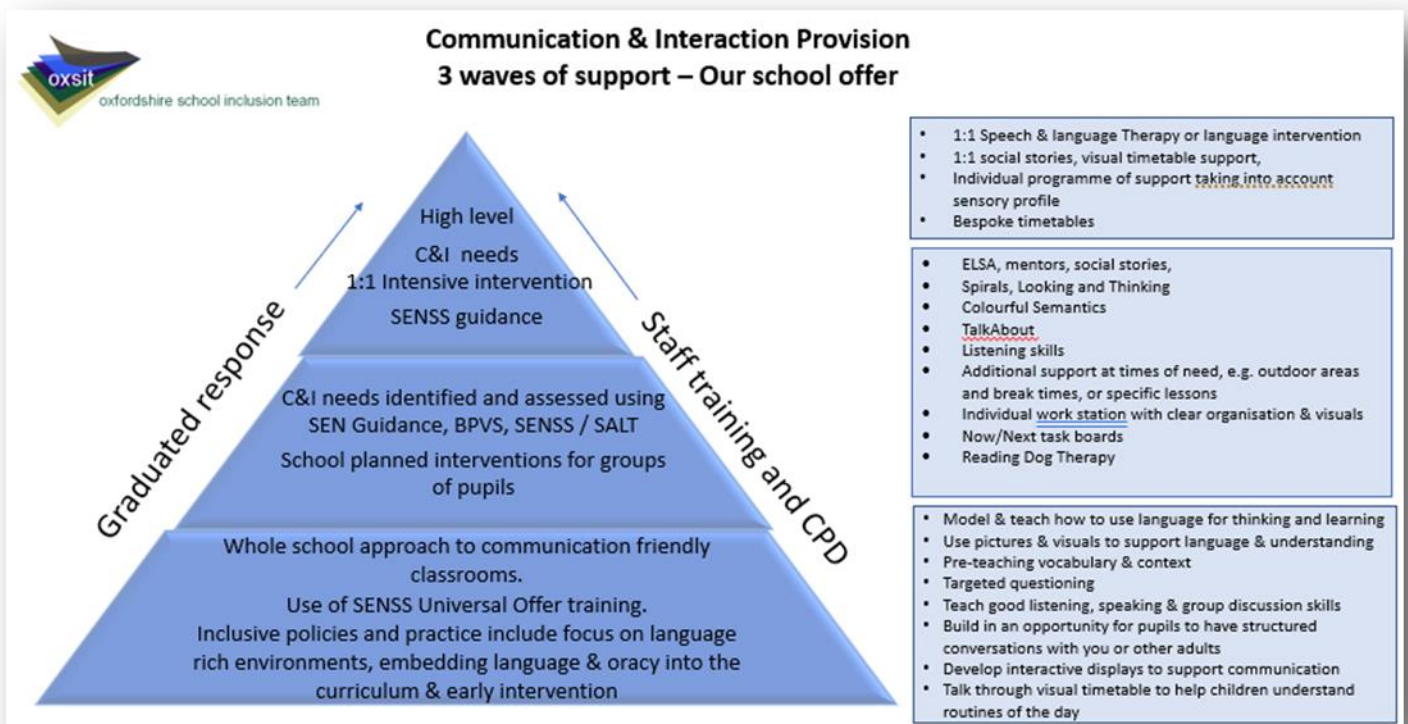 Communication & Interaction Provision
3 waves of support – Our school offer
oxsit
oxfordshire school inclusion team
High level
C&I needs
1:1 Intensive intervention
SENSS guidance
Graduated response
Staff training and CPD
C&I needs identified and assessed using
SEN Guidance, BPVS, SENSS / SALT
School planned interventions for groups
of pupils
Whole school approach to communication friendly
classrooms.
Use of SENSS Universal Offer training.
Inclusive policies and practice include focus on language
rich environments, embedding language & oracy into the
curriculum & early intervention
• 1:1 Speech & language Therapy or language intervention
• 1:1 social stories, visual timetable support,
• Individual programme of support taking into account
sensory profile
• Bespoke timetables
• ELSA, mentors, social stories,
• Spirals, Looking and Thinking
• Colourful Semantics
• TalkAbout
• Listening skills
• Additional support at times of need, e.g. outdoor areas
and break times, or specific lessons
• Individual work station with clear organisation & visuals
• Now/Next task boards
• Reading Dog Therapy
• Model & teach how to use language for thinking and learning
• Use pictures & visuals to support language & understanding
• Pre-teaching vocabulary & context
• Targeted questioning
• Teach good listening, speaking & group discussion skills
• Build in an opportunity for pupils to have structured
conversations with you or other adults
• Develop interactive displays to support communication
• Talk through visual timetable to help children understand
routines of the day